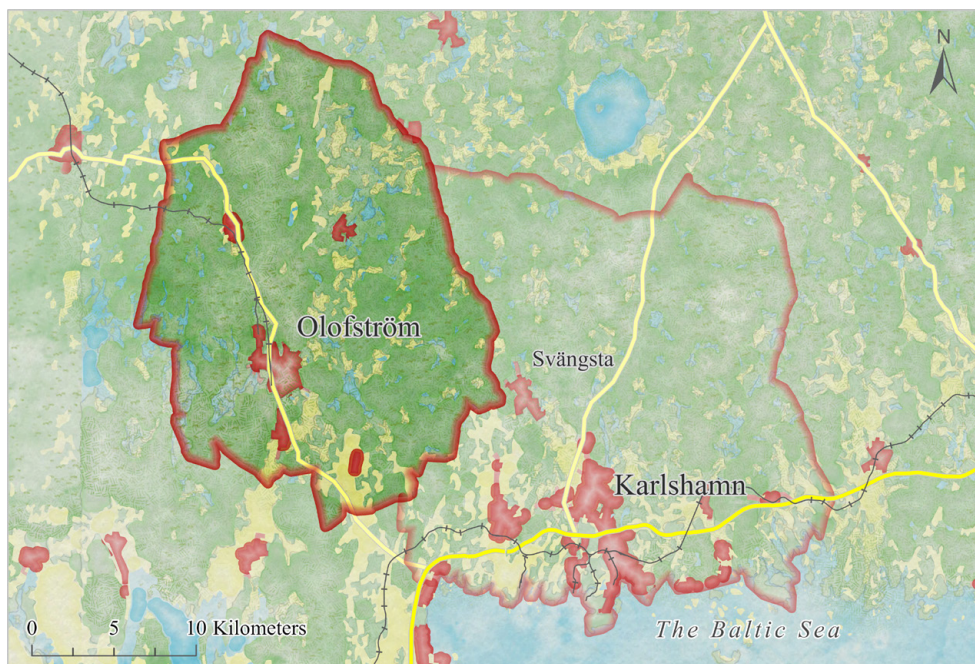 N
Olofström
Svängsta
Karlshamn
0 5 10 Kilometers
The Baltic Sea